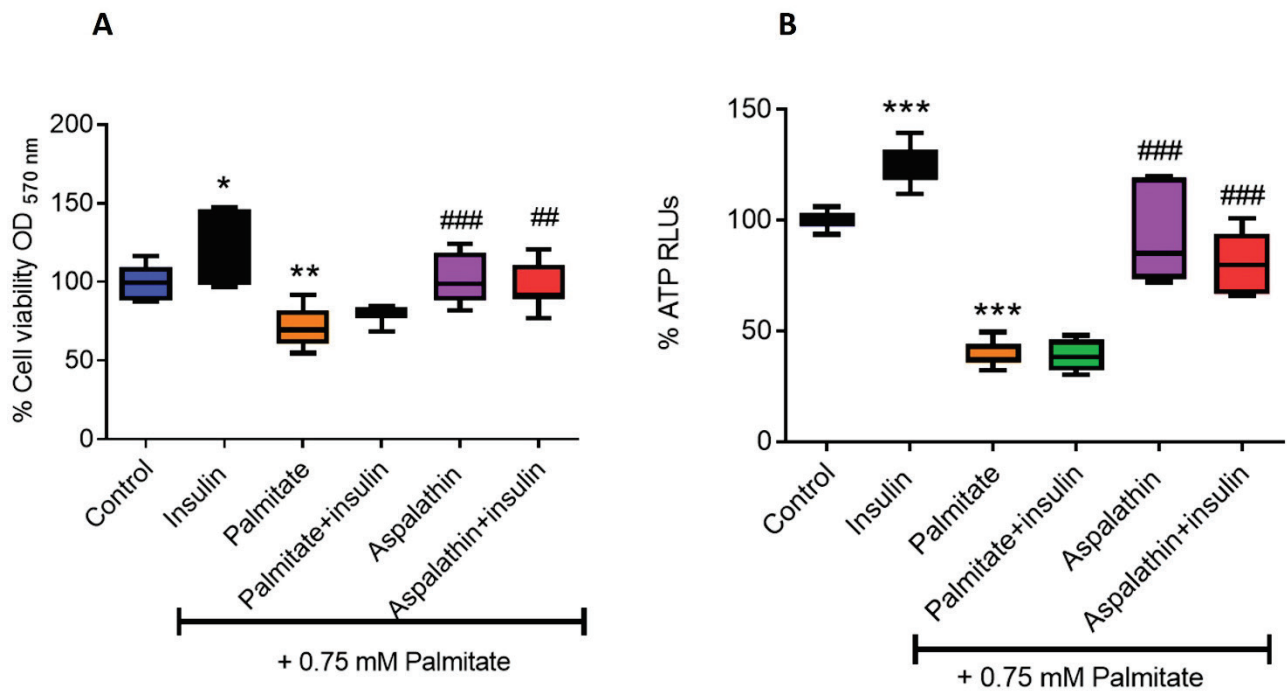 A
% Cell viability OD 570 nm
200
150
100
50
0
*
**
###
##
Control
Insulin
Palmitate
Palmitate+insulin
Aspalathin
Aspalathin+insulin
+ 0.75 mM Palmitate
B
% ATP RLUs
150
100
50
0
***
***
###
###
Control
Insulin
Palmitate
Palmitate+insulin
Aspalathin
Aspalathin+insulin
+ 0.75 mM Palmitate